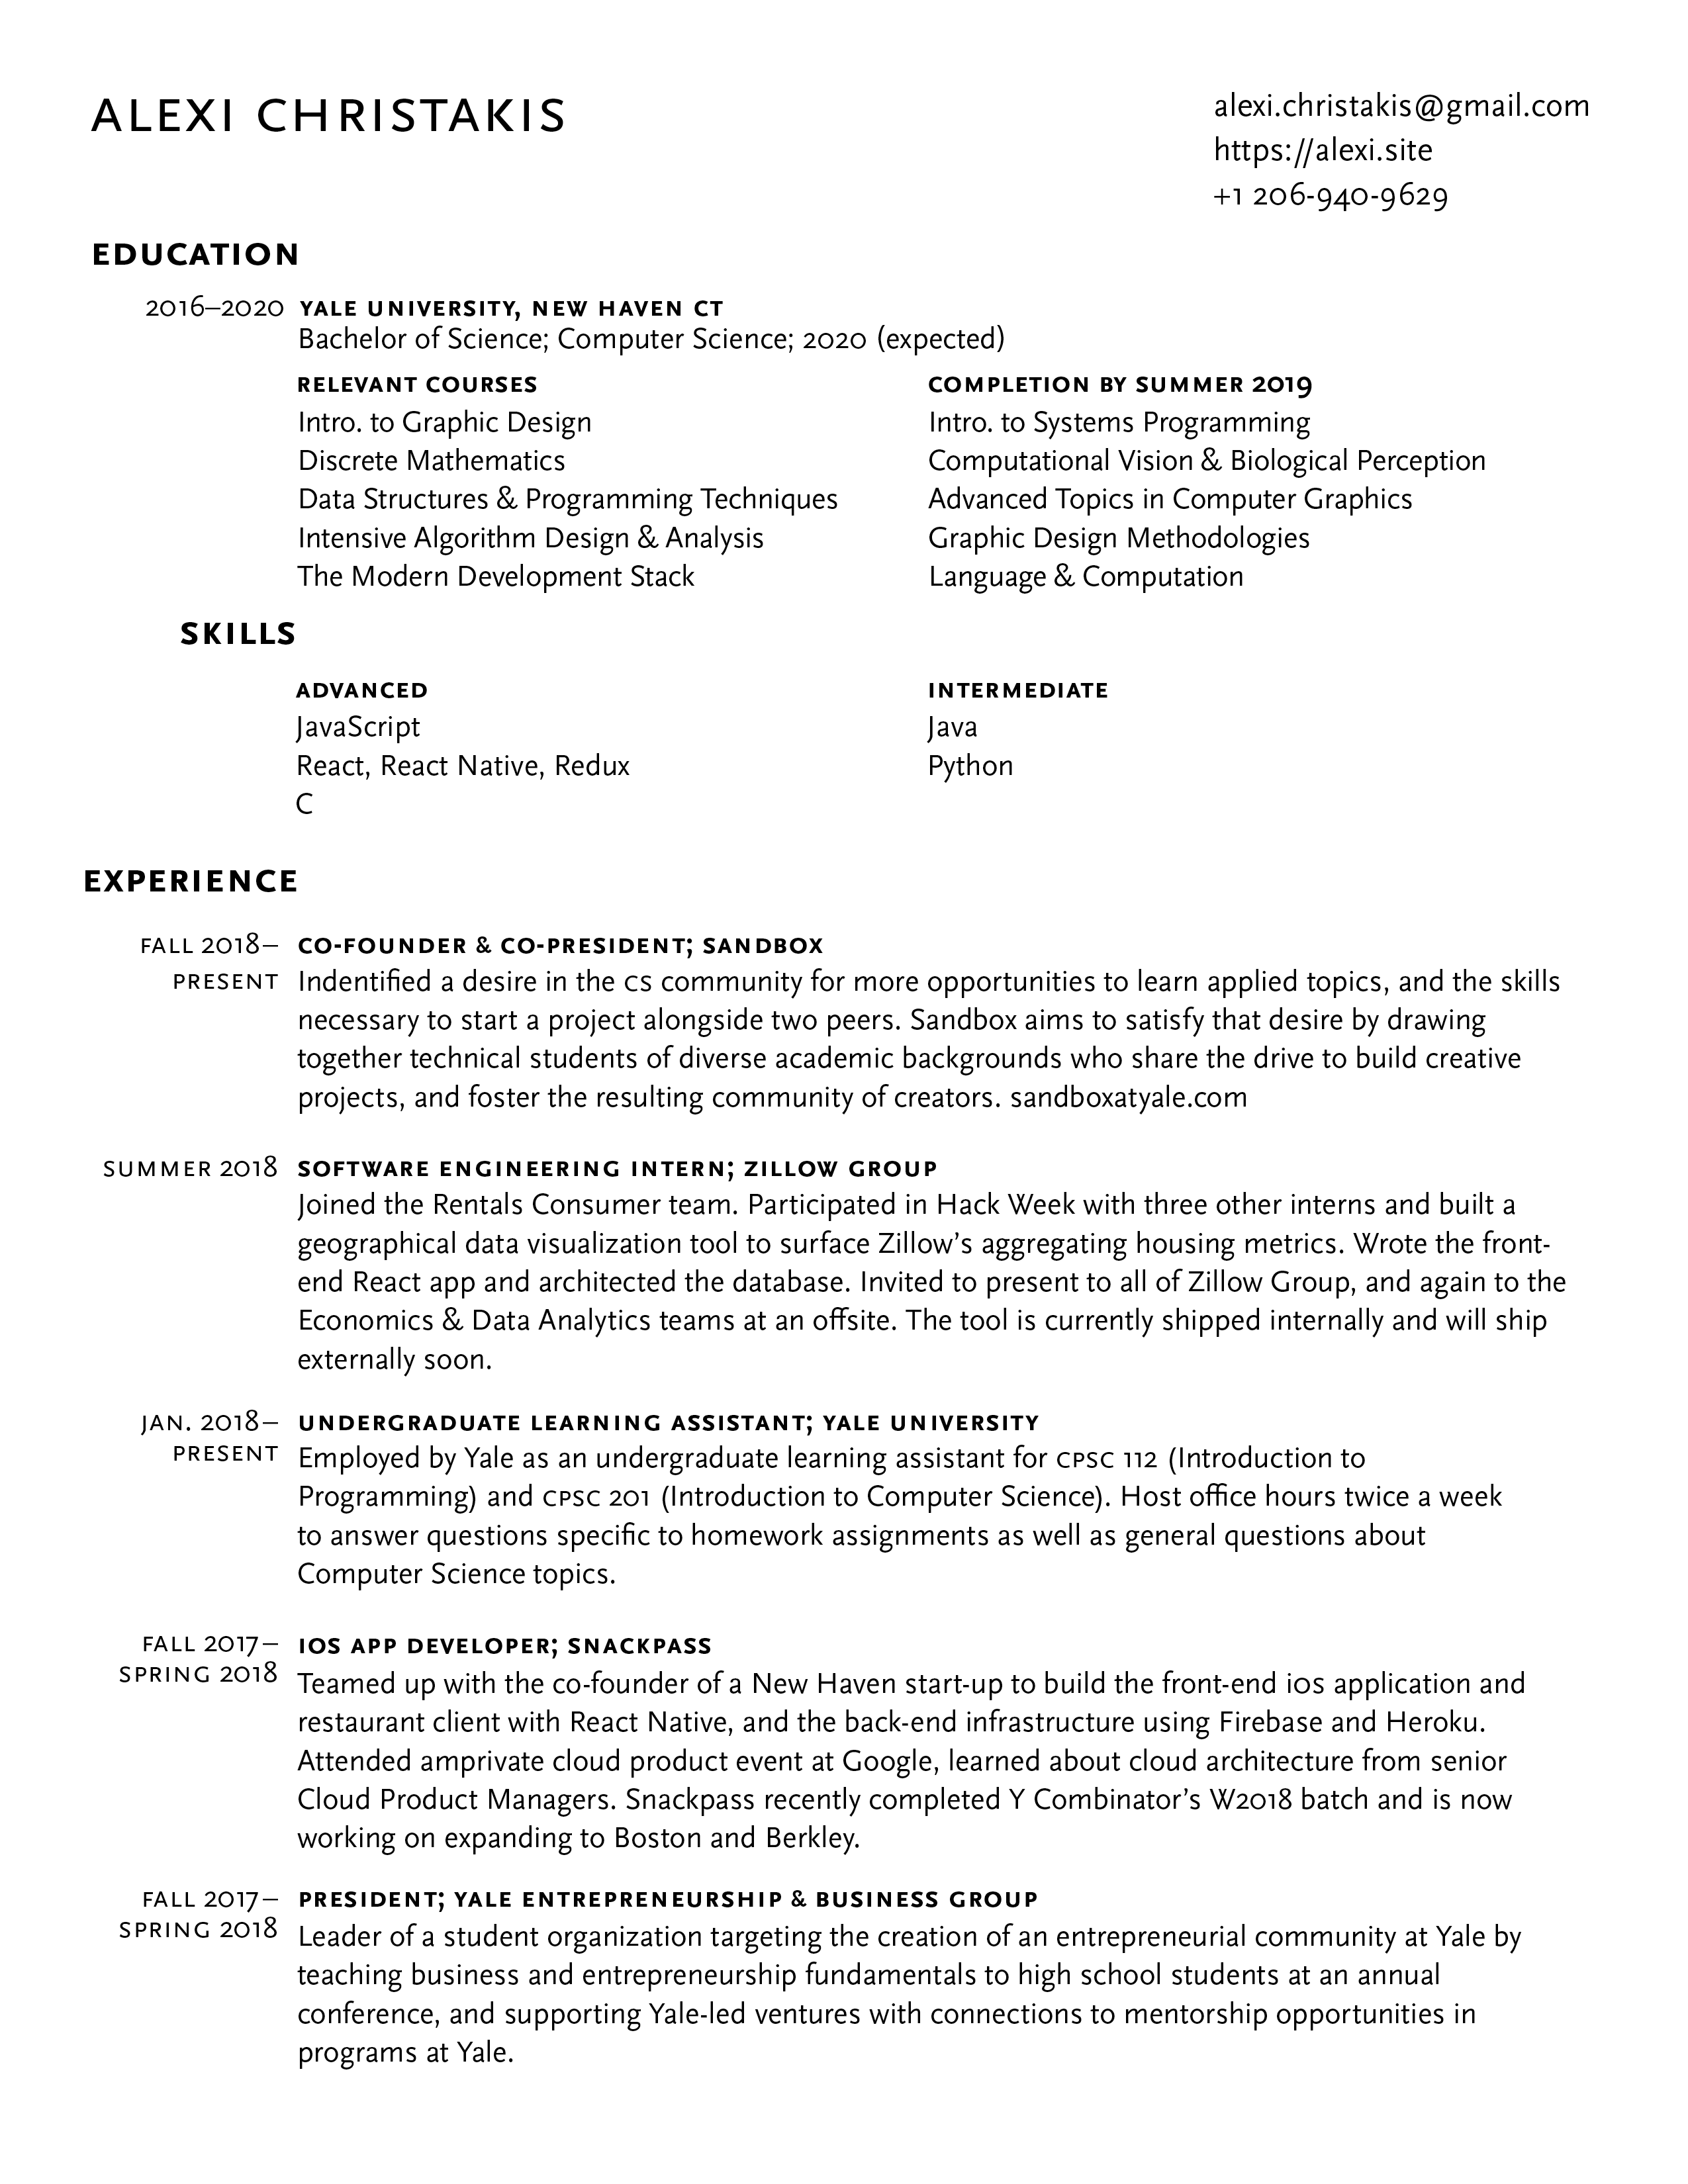 ALEXI CHRISTAKIS
alexi.christakis@gmail.com
https://alexi.site
+1 206-940-9629
EDUCATION
2016–2020 YALE UNIVERSITY, NEW HAVEN CT
Bachelor of Science; Computer Science; 2020 (expected)
RELEVANT COURSES
Intro. to Graphic Design
Discrete Mathematics
Data Structures & Programming Techniques
Intensive Algorithm Design & Analysis
The Modern Development Stack
COMPLETION BY SUMMER 2019
Intro. to Systems Programming
Computational Vision & Biological Perception
Advanced Topics in Computer Graphics
Graphic Design Methodologies
Language & Computation
SKILLS
ADVANCED
JavaScript
React, React Native, Redux
C
INTERMEDIATE
Java
Python
EXPERIENCE
FALL 2018–
PRESENT
CO-FOUNDER & CO-PRESIDENT; SANDBOX
Indentified a desire in the CS community for more opportunities to learn applied topics, and the skills
necessary to start a project alongside two peers. Sandbox aims to satisfy that desire by drawing
together technical students of diverse academic backgrounds who share the drive to build creative
projects, and foster the resulting community of creators. sandboxatyale.com
SUMMER 2018 SOFTWARE ENGINEERING INTERN; ZILLOW GROUP
Joined the Rentals Consumer team. Participated in Hack Week with three other interns and built a
geographical data visualization tool to surface Zillow’s aggregating housing metrics. Wrote the front-
end React app and architected the database. Invited to present to all of Zillow Group, and again to the
Economics & Data Analytics teams at an offsite. The tool is currently shipped internally and will ship
externally soon.
JAN. 2018–
PRESENT
UNDERGRADUATE LEARNING ASSISTANT; YALE UNIVERSITY
Employed by Yale as an undergraduate learning assistant for CPSC 112 (Introduction to
Programming) and CPSC 201 (Introduction to Computer Science). Host office hours twice a week
to answer questions specific to homework assignments as well as general questions about
Computer Science topics.
FALL 2017–
SPRING 2018
IOS APP DEVELOPER; SNACKPASS
Teamed up with the co-founder of a New Haven start-up to build the front-end iOS application and
restaurant client with React Native, and the back-end infrastructure using Firebase and Heroku.
Attended amprivate cloud product event at Google, learned about cloud architecture from senior
Cloud Product Managers. Snackpass recently completed Y Combinator’s W2018 batch and is now
working on expanding to Boston and Berkley.
FALL 2017–
SPRING 2018
PRESIDENT; YALE ENTREPRENEURSHIP & BUSINESS GROUP
Leader of a student organization targeting the creation of an entrepreneurial community at Yale by
teaching business and entrepreneurship fundamentals to high school students at an annual
conference, and supporting Yale-led ventures with connections to mentorship opportunities in
programs at Yale.